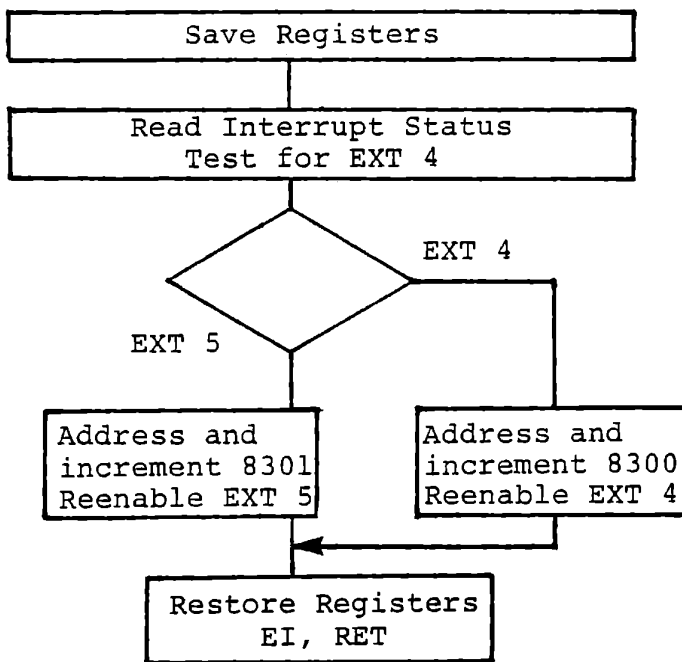 Save Registers
Read Interrupt Status
Test for EXT 4
EXT 4
EXT 5
Address and
increment 8301
Reenable EXT 5
Address and
increment 8300
Reenable EXT 4
Restore Registers
EI, RET